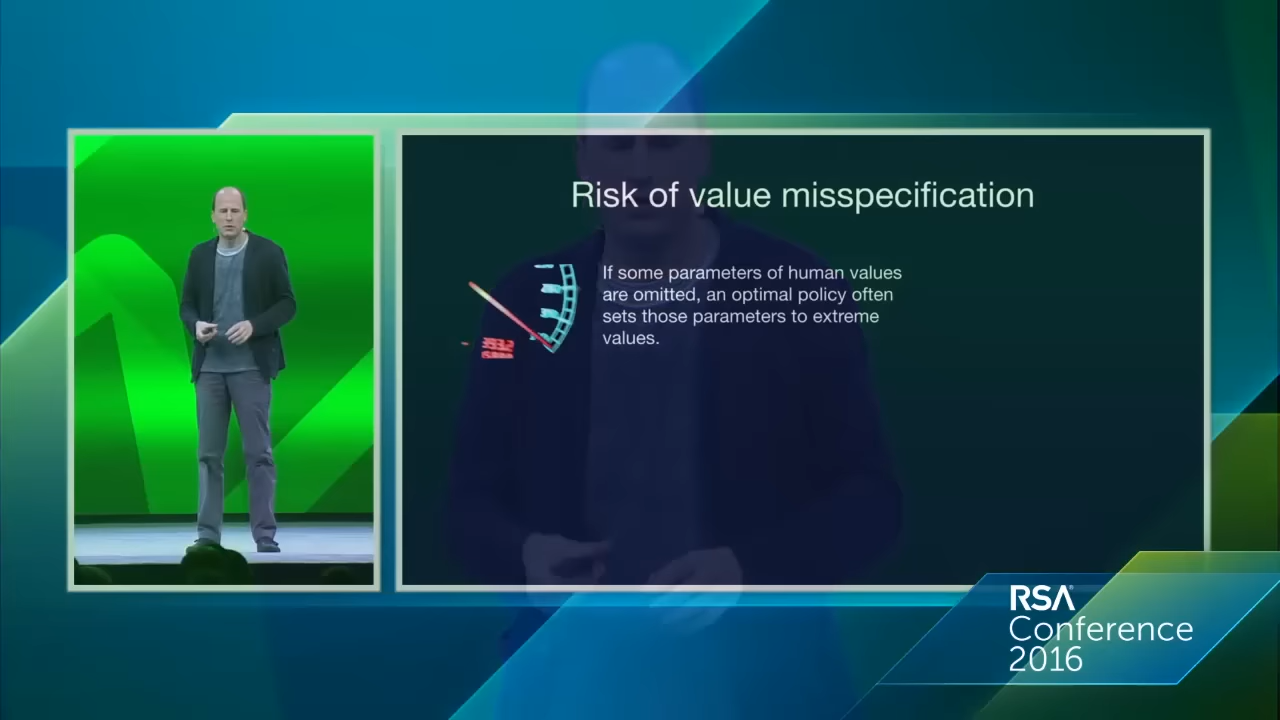 Risk of value misspecification
If some parameters of human values
are omitted, an optimal policy often
sets those parameters to extreme
values.
RSA
Conference
2016